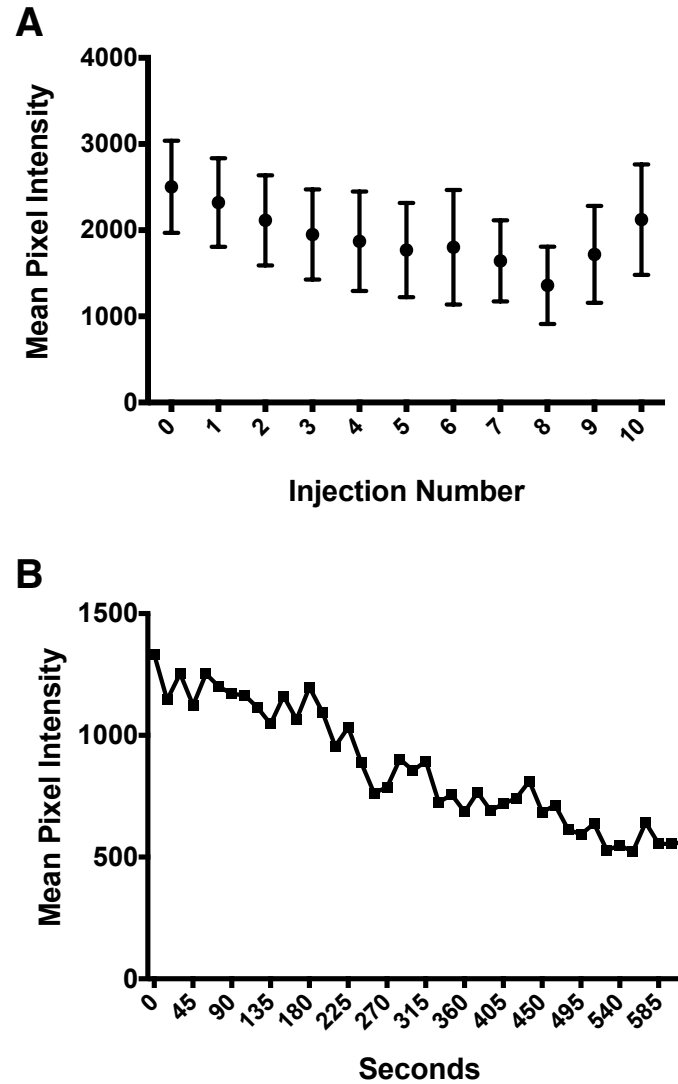 A
4000
3000
2000
1000
0
Mean Pixel Intensity
0 1 2 3 4 5 6 7 8 9 10
Injection Number
B
1500
1000
500
0
Mean Pixel Intensity
0 45 90 135 180 225 270 315 360 405 450 495 540 585
Seconds